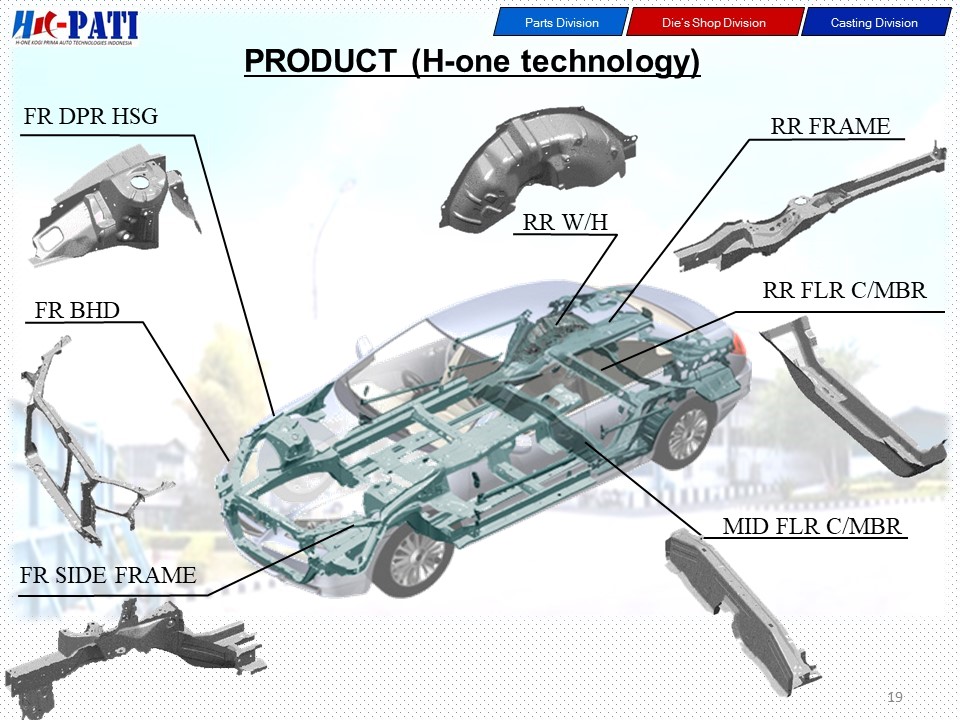 H1K-PATI
H-ONE KOGI PRIMA AUTO TECHNOLOGIES INDONESIA
Parts Division
Die's Shop Division
Casting Division
PRODUCT (H-one technology)
FR DPR HSG
RR FRAME
RR W/H
RR FLR C/MBR
FR BHD
MID FLR C/MBR
FR SIDE FRAME
19